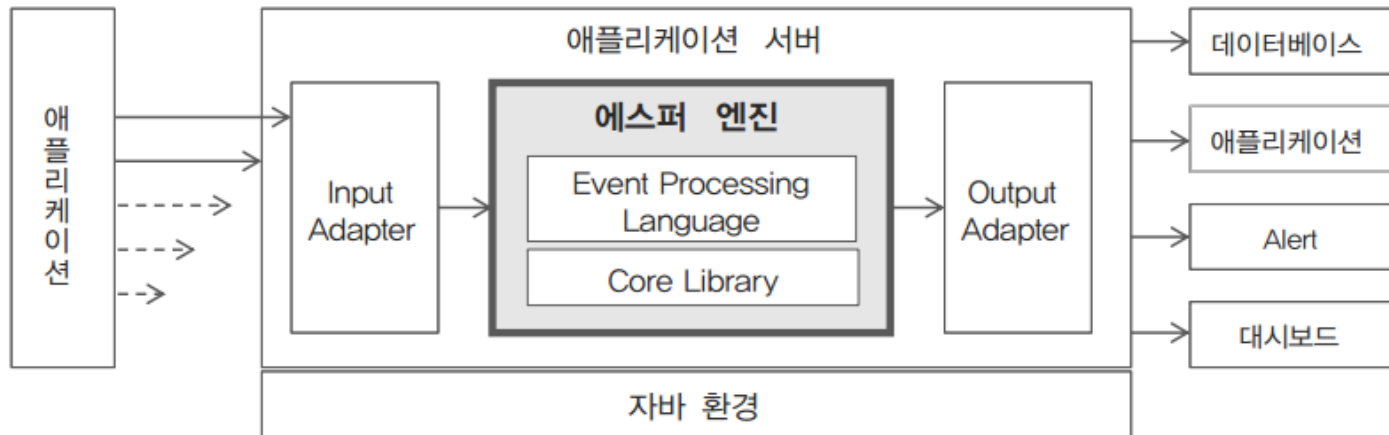 애플리케이션
애플리케이션 서버
Input
Adapter
에스퍼 엔진
Event Processing
Language
Core Library
Output
Adapter
자바 환경
데이터베이스
애플리케이션
Alert
대시보드